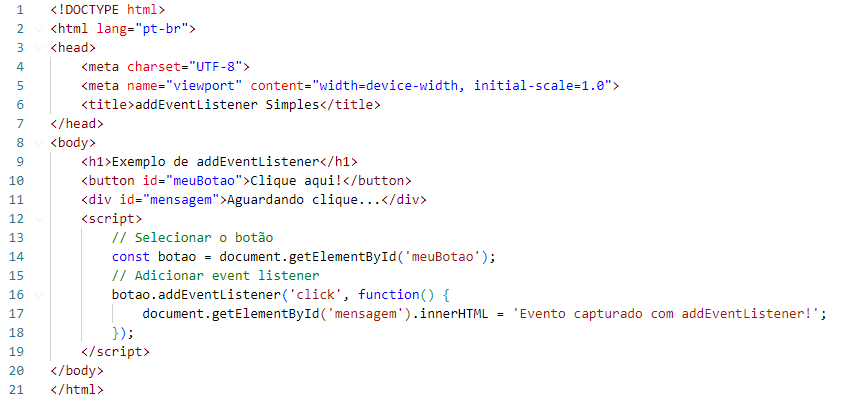 1 <!DOCTYPE html>
2 <html lang="pt-br">
3 <head>
4     <meta charset="UTF-8">
5     <meta name="viewport" content="width=device-width, initial-scale=1.0">
6     <title>addEventListener Simples</title>
7 </head>
8 <body>
9     <h1>Exemplo de addEventListener</h1>
10     <button id="meuBotao">Clique aqui!</button>
11     <div id="mensagem">Aguardando clique...</div>
12     <script>
13         // Selecionar o botão
14         const botao = document.getElementById('meuBotao');
15         // Adicionar event listener
16         botao.addEventListener('click', function() {
17             document.getElementById('mensagem').innerHTML = 'Evento capturado com addEventListener!';
18         });
19     </script>
20 </body>
21 </html>